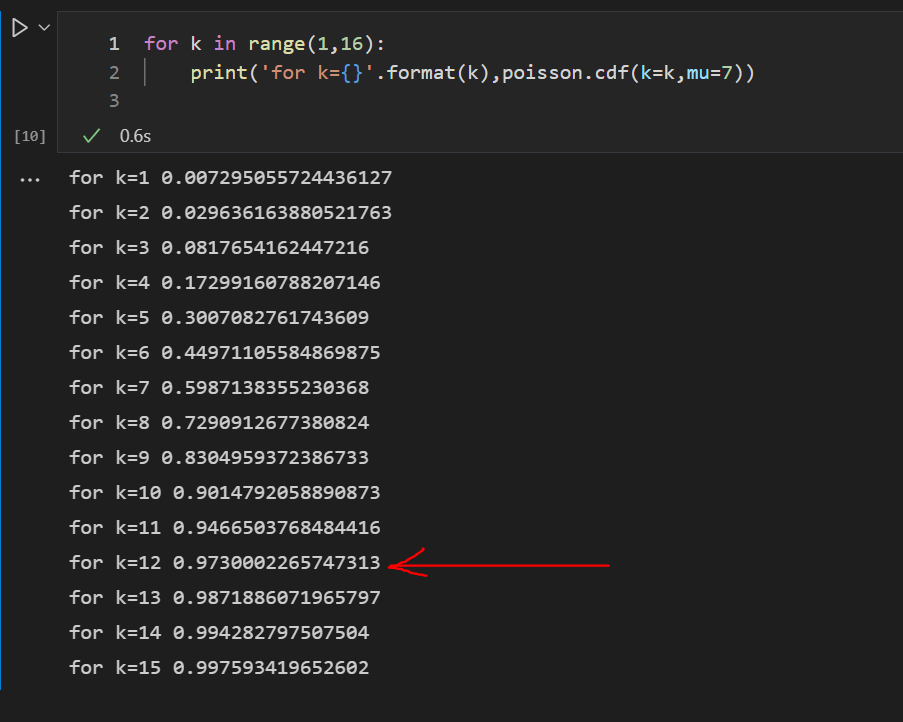 1 for k in range(1,16):
2 print('for k={}'.format(k),poisson.cdf(k=k,mu=7))
3
[10] 0.6s
... for k=1 0.007295055724436127
for k=2 0.029636163880521763
for k=3 0.0817654162447216
for k=4 0.17299160788207146
for k=5 0.3007082761743609
for k=6 0.44971105584869875
for k=7 0.5987138355230368
for k=8 0.7290912677380824
for k=9 0.8304959372386733
for k=10 0.9014792058890873
for k=11 0.9466503768484416
for k=12 0.9730002265747313
for k=13 0.9871886071965797
for k=14 0.994282797507504
for k=15 0.997593419652602